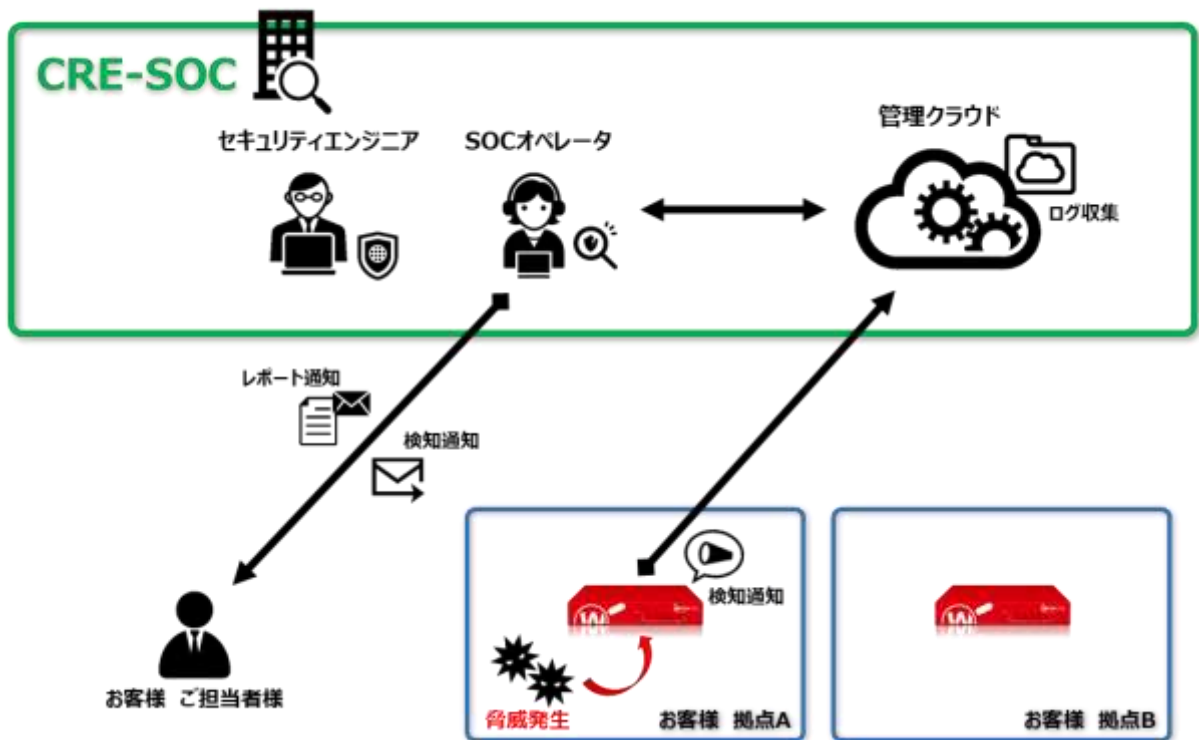 CRE-SOC
セキュリティエンジニア
SOCオペレータ
管理クラウド
ログ収集
レポート通知
検知通知
検知通知
脅威発生
お客様 拠点A
お客様 拠点B
お客様 ご担当者様